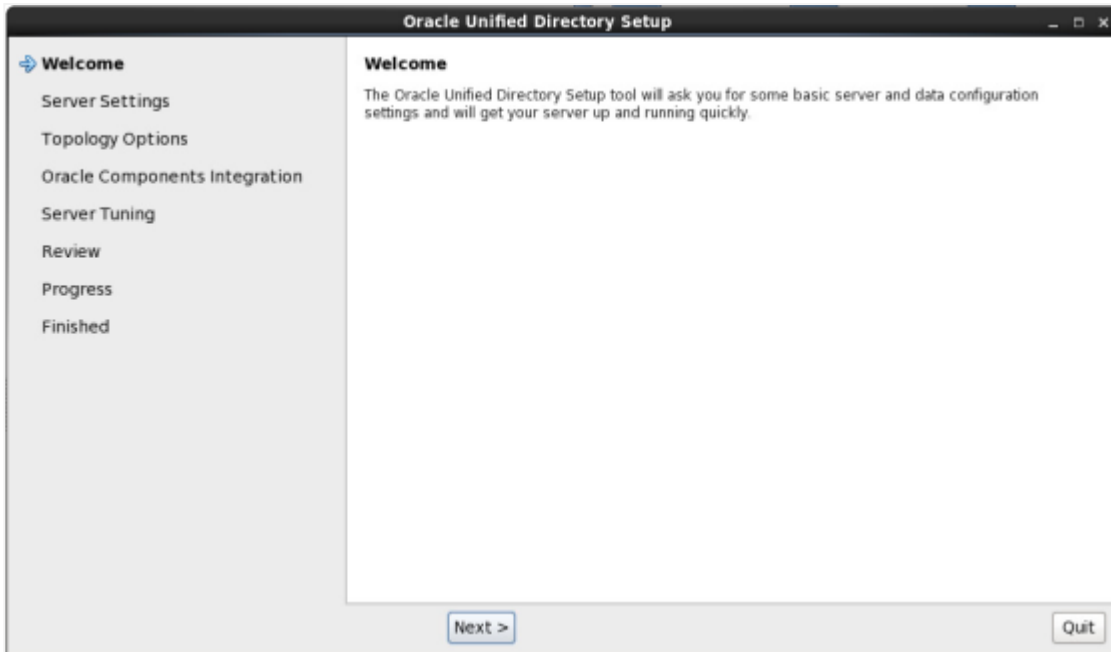 Oracle Unified Directory Setup
Welcome
Server Settings
Topology Options
Oracle Components Integration
Server Tuning
Review
Progress
Finished
Welcome
The Oracle Unified Directory Setup tool will ask you for some basic server and data configuration
settings and will get your server up and running quickly.
Next >
Quit